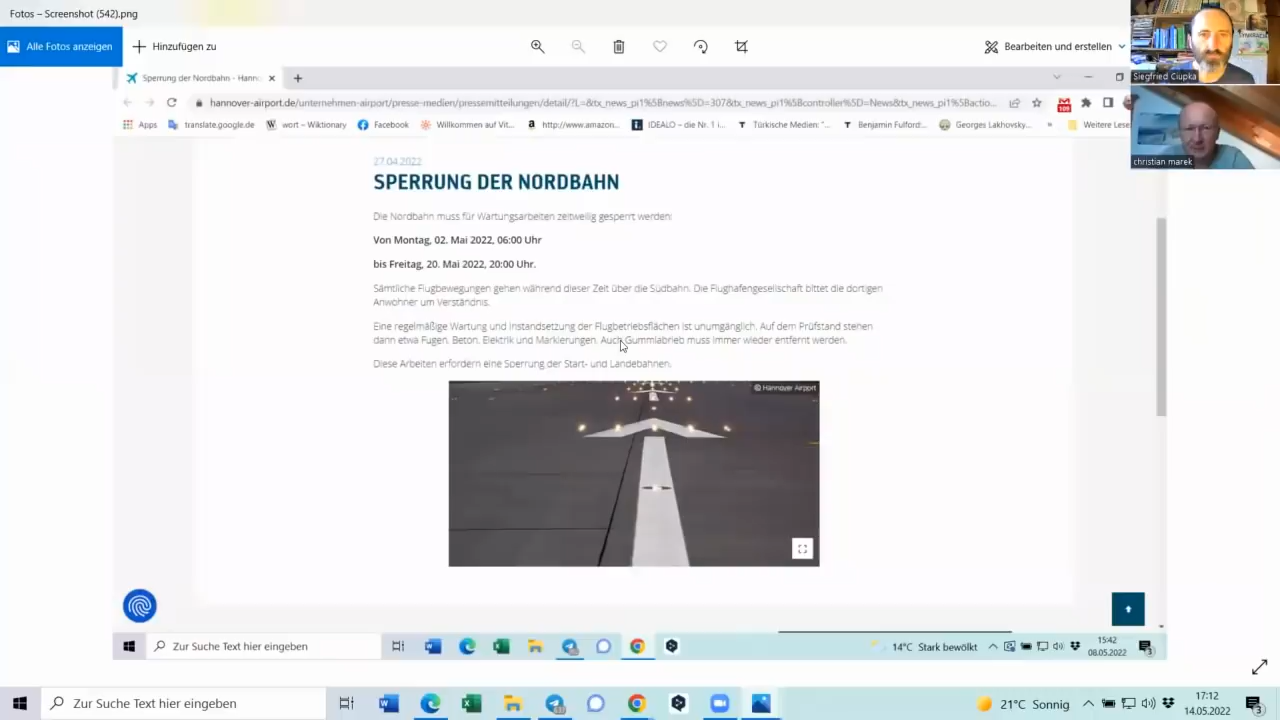 Fotos – Screenshot (542).png
Alle Fotos anzeigen
Hinzufügen zu
Bearbeiten und erstellen
Siegfried Ciupka
christian marek
Sperrung der Nordbahn - Hann
hannover-airport.de/unternehmen-airport/presse-medien/pressemitteilungen/detail/?L=&tx_news_pi1%5Bnews%5D=307&tx_news_pi1%5Bcontroller%5D=News&tx_news_pi1%5Bactio...
109
Apps
translate.google.de
wort – Wiktionary
Facebook
Willkommen auf Vit...
http://www.amazon...
IDEALO – die Nr. 1 i...
Türkische Medien: "...
Benjamin Fulford:...
Georges Lakhovsky...
»
Weitere Lese
27.04.2022
SPERRUNG DER NORDBAHN
Die Nordbahn muss für Wartungsarbeiten zeitweilig gesperrt werden:
Von Montag, 02. Mai 2022, 06:00 Uhr
bis Freitag, 20. Mai 2022, 20:00 Uhr.
Sämtliche Flugbewegungen gehen während dieser Zeit über die Südbahn. Die Flughafengesellschaft bittet die dortigen
Anwohner um Verständnis.
Eine regelmäßige Wartung und Instandsetzung der Flugbetriebsflächen ist unumgänglich. Auf dem Prüfstand stehen
dann etwa Fugen, Beton, Elektrik und Markierungen. Auch Gummiabrieb muss immer wieder entfernt werden.
Diese Arbeiten erfordern eine Sperrung der Start- und Landebahnen.
© Hannover Airport
Zur Suche Text hier eingeben
14°C Stark bewölkt
15:42
08.05.2022
3
Zur Suche Text hier eingeben
21°C Sonnig
17:12
14.05.2022
3